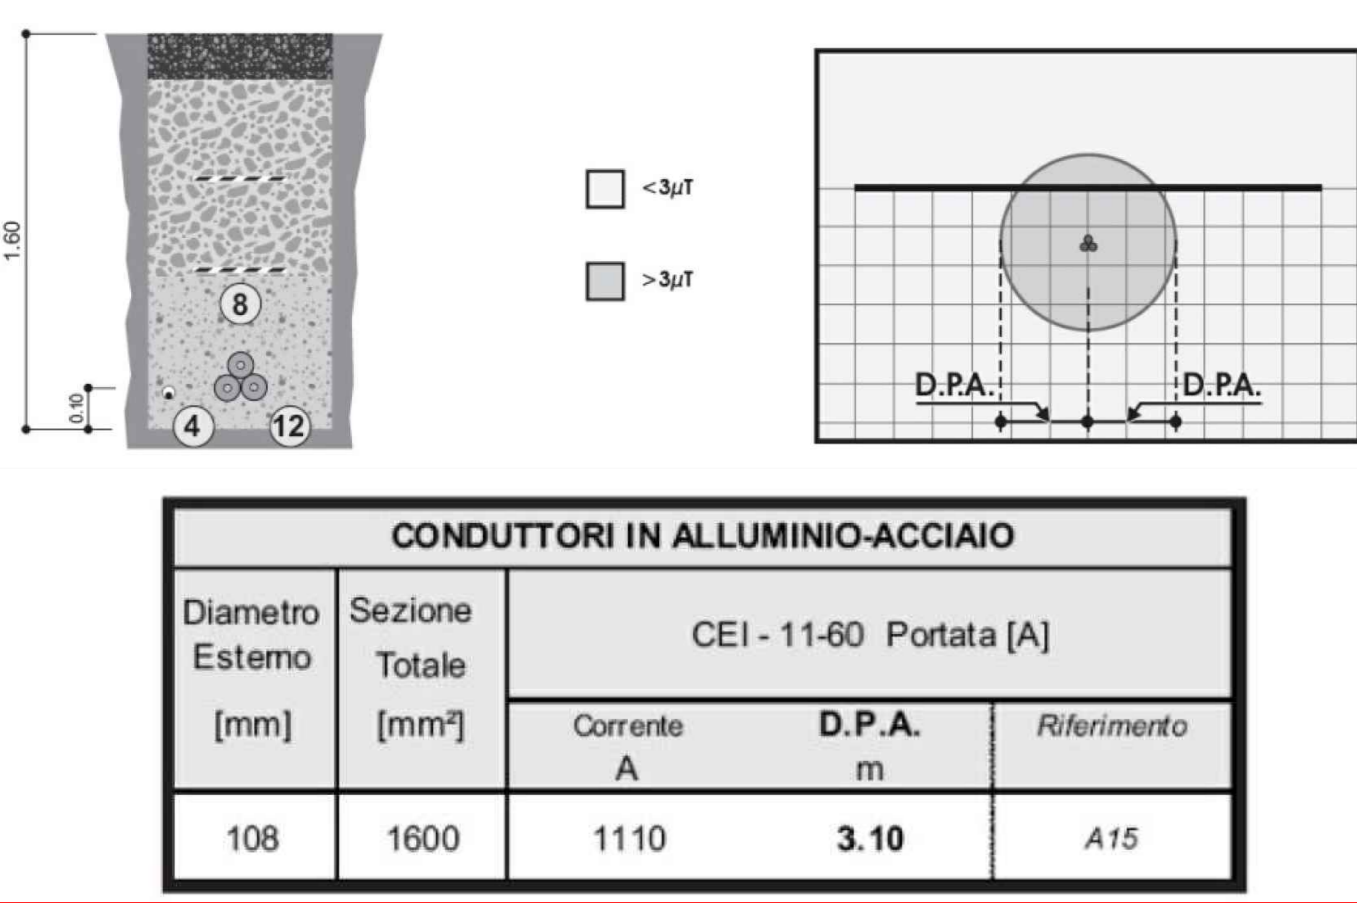 1.60
0.10
8
4
12
<3µT
>3µT
D.P.A.
D.P.A.
CONDUTTORI IN ALLUMINIO-ACCIAIO
Diametro
Esterno
[mm]
Sezione
Totale
[mm²]
CEI - 11-60 Portata [A]
Corrente
A
D.P.A.
m
Riferimento
108 1600 1110 3.10 A15